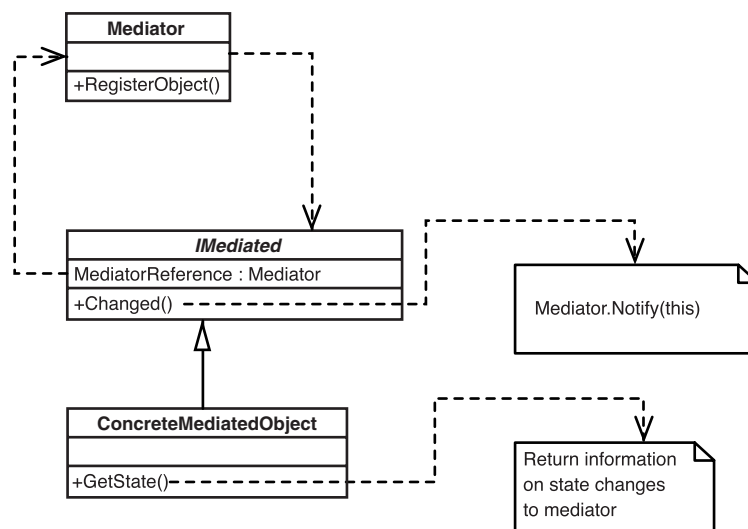 Mediator
+RegisterObject()
IMediated
MediatorReference : Mediator
+Changed()
Mediator.Notify(this)
ConcreteMediatedObject
+GetState()
Return information
on state changes
to mediator